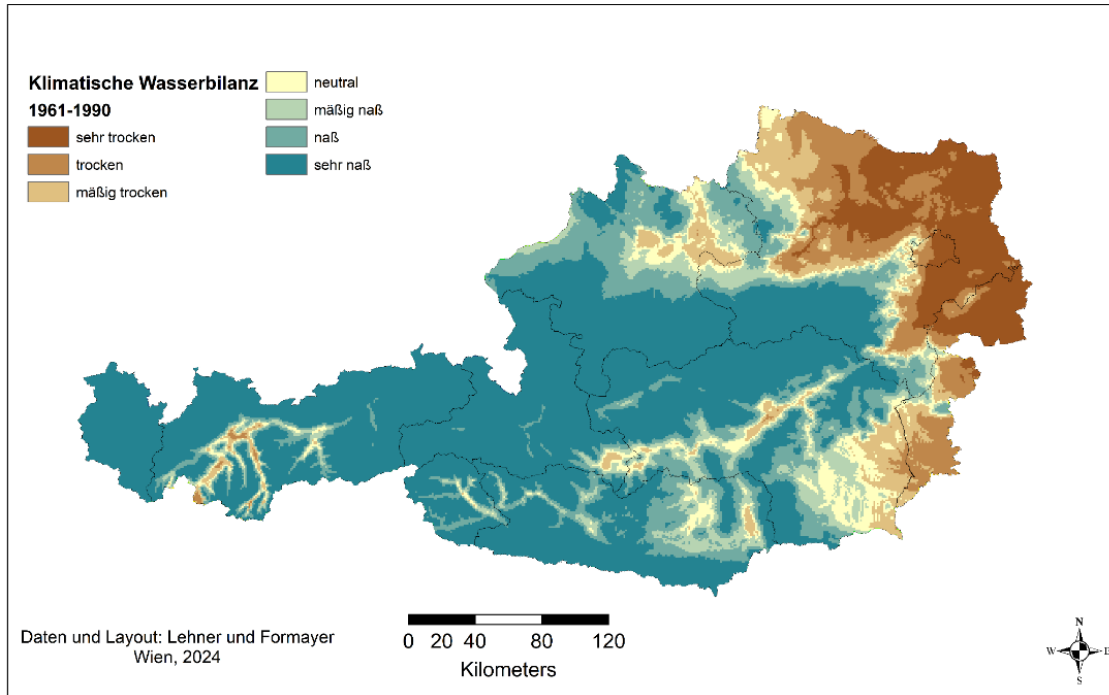 Klimatische Wasserbilanz
1961-1990
sehr trocken
trocken
mäßig trocken
neutral
mäßig naß
naß
sehr naß
Daten und Layout: Lehner und Formayer
Wien, 2024
0 20 40 80 120
Kilometers
N
W E
S